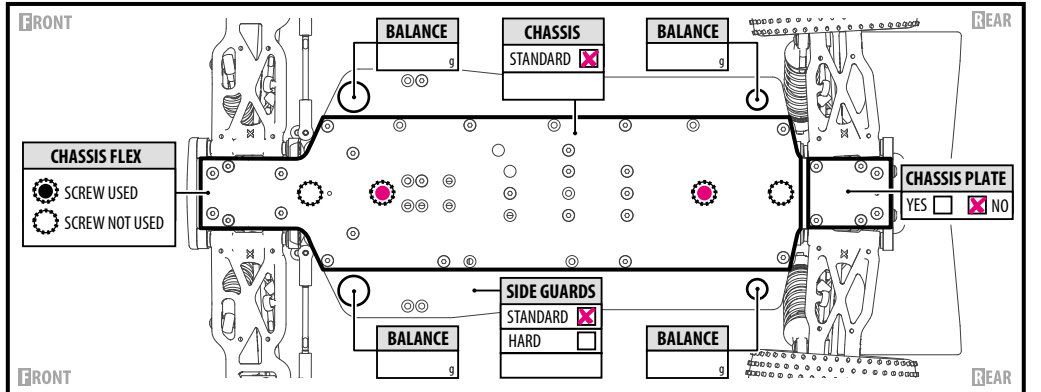 FRONT
BALANCE
g
CHASSIS
STANDARD
BALANCE
g
REAR
CHASSIS FLEX
SCREW USED
SCREW NOT USED
CHASSIS PLATE
YES NO
SIDE GUARDS
STANDARD
HARD
BALANCE
g
BALANCE
g
FRONT
REAR